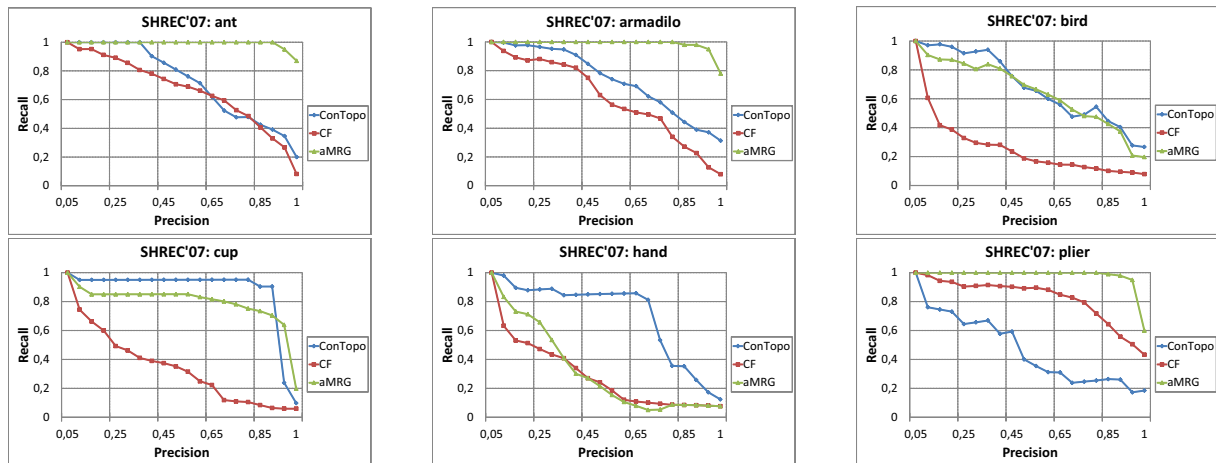 SHREC'07: ant
1
0,8
0,6
0,4
0,2
0
Recall
0,05 0,25 0,45 0,65 0,85 1
Precision
ConTopo
CF
aMRG
SHREC'07: armadilo
1
0,8
0,6
0,4
0,2
0
Recall
0,05 0,25 0,45 0,65 0,85 1
Precision
ConTopo
CF
aMRG
SHREC'07: bird
1
0,8
0,6
0,4
0,2
0
Recall
0,05 0,25 0,45 0,65 0,85 1
Precision
ConTopo
CF
aMRG
SHREC'07: cup
1
0,8
0,6
0,4
0,2
0
Recall
0,05 0,25 0,45 0,65 0,85 1
Precision
ConTopo
CF
aMRG
SHREC'07: hand
1
0,8
0,6
0,4
0,2
0
Recall
0,05 0,25 0,45 0,65 0,85 1
Precision
ConTopo
CF
aMRG
SHREC'07: plier
1
0,8
0,6
0,4
0,2
0
Recall
0,05 0,25 0,45 0,65 0,85 1
Precision
ConTopo
CF
aMRG